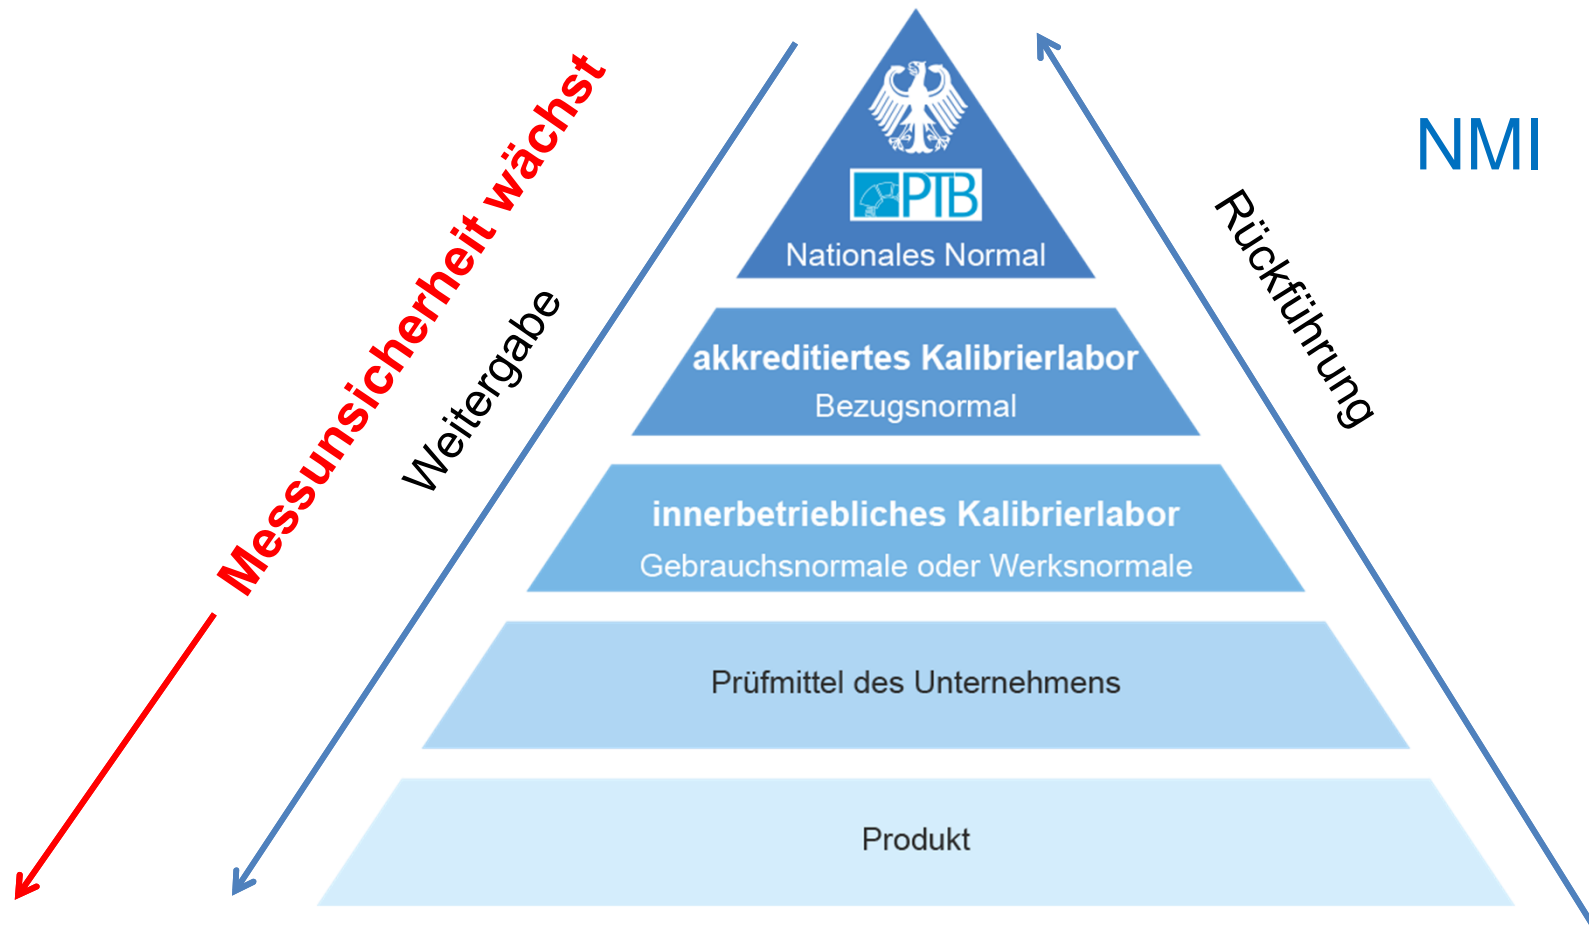 Messunsicherheit wächst
Weitergabe
PTB
Nationales Normal
akkreditiertes Kalibrierlabor
Bezugsnormal
innerbetriebliches Kalibrierlabor
Gebrauchsnormale oder Werksnormale
Prüfmittel des Unternehmens
Produkt
NMI
Rückführung